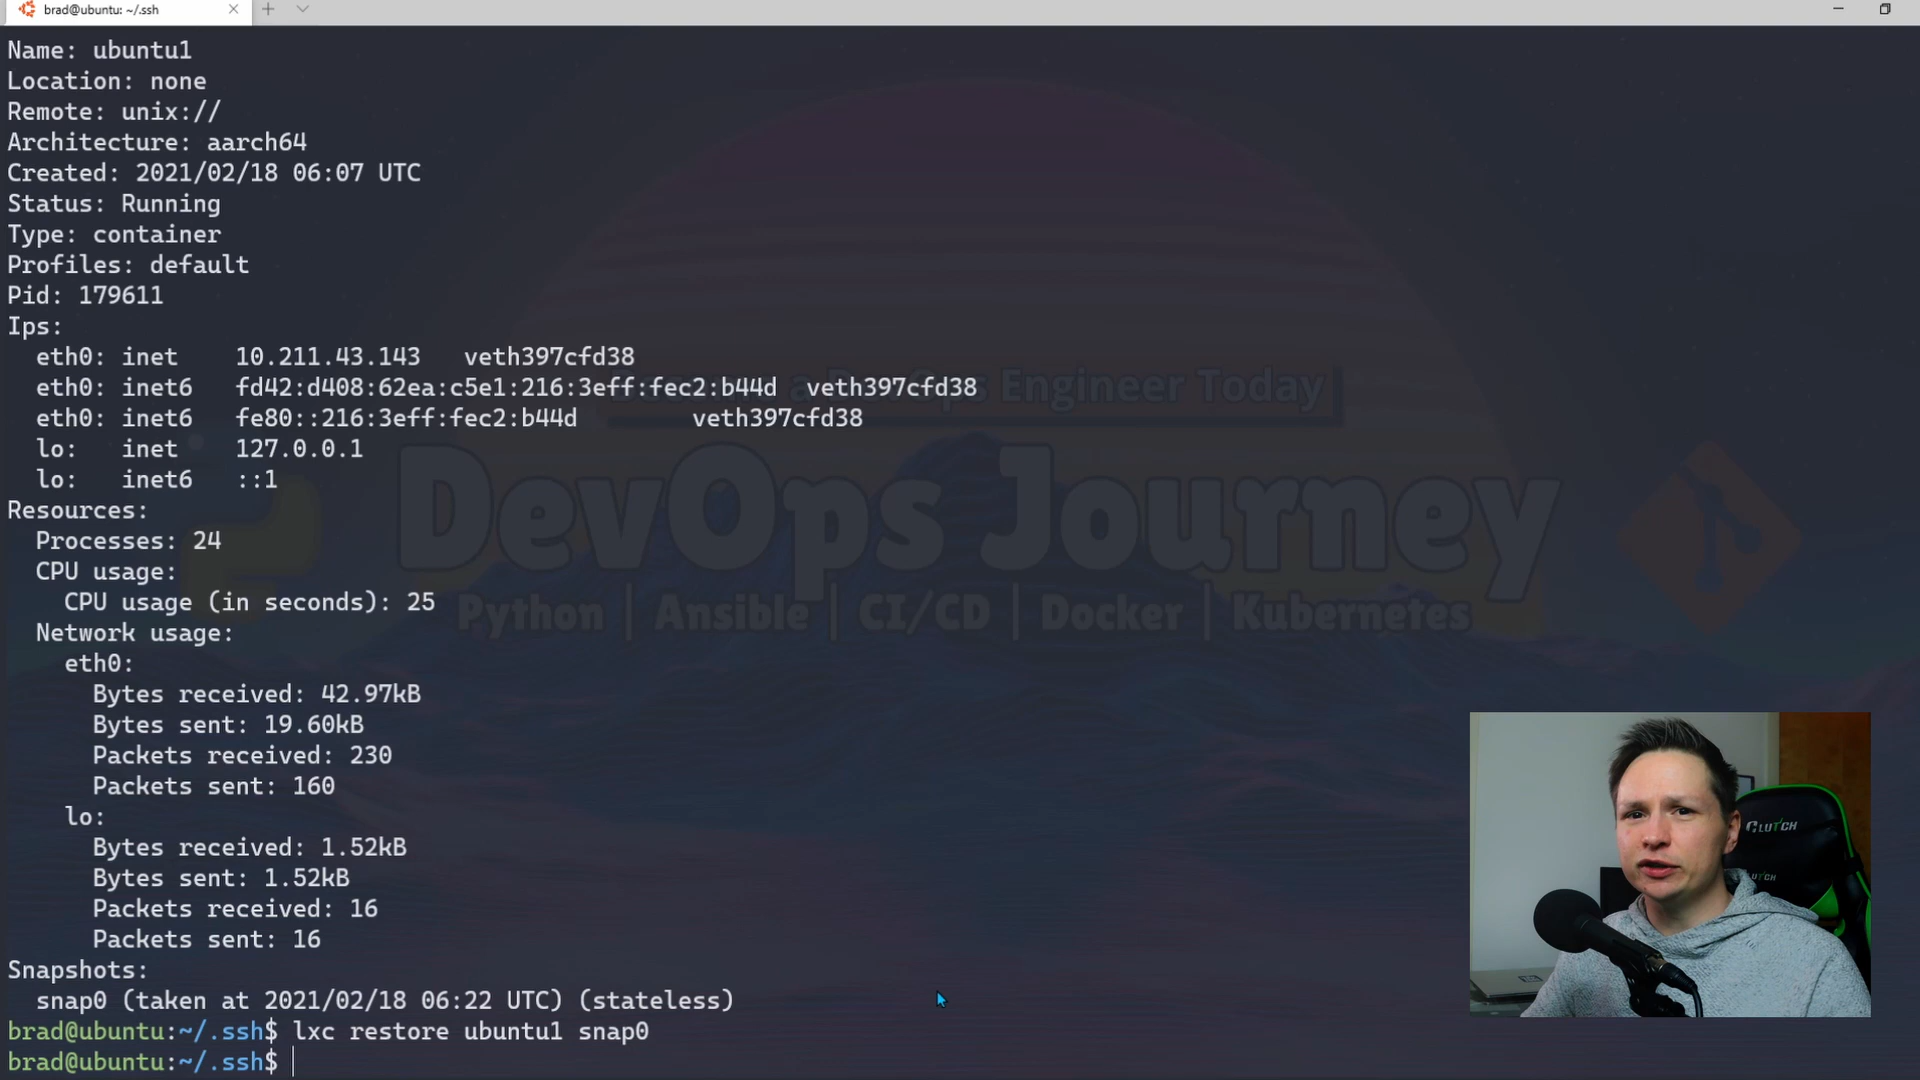 brad@ubuntu: ~/.ssh
Name: ubuntu1
Location: none
Remote: unix://
Architecture: aarch64
Created: 2021/02/18 06:07 UTC
Status: Running
Type: container
Profiles: default
Pid: 179611
Ips:
eth0: inet 10.211.43.143 veth397cfd38
eth0: inet6 fd42:d408:62ea:c5e1:216:3eff:fec2:b44d veth397cfd38
Engineer Today
eth0: inet6 fe80::216:3eff:fec2:b44d veth397cfd38
lo: inet 127.0.0.1
lo: inet6 ::1
DevOps Journey
Resources:
Processes: 24
CPU usage:
CPU usage (in seconds): 25
Python | Ansible | CI/CD | Docker | Kubernetes
Network usage:
eth0:
Bytes received: 42.97kB
Bytes sent: 19.60kB
Packets received: 230
Packets sent: 160
lo:
Bytes received: 1.52kB
Bytes sent: 1.52kB
Packets received: 16
Packets sent: 16
CLUTCH
Snapshots:
snap0 (taken at 2021/02/18 06:22 UTC) (stateless)
brad@ubuntu:~/.ssh$ lxc restore ubuntu1 snap0
brad@ubuntu:~/.ssh$